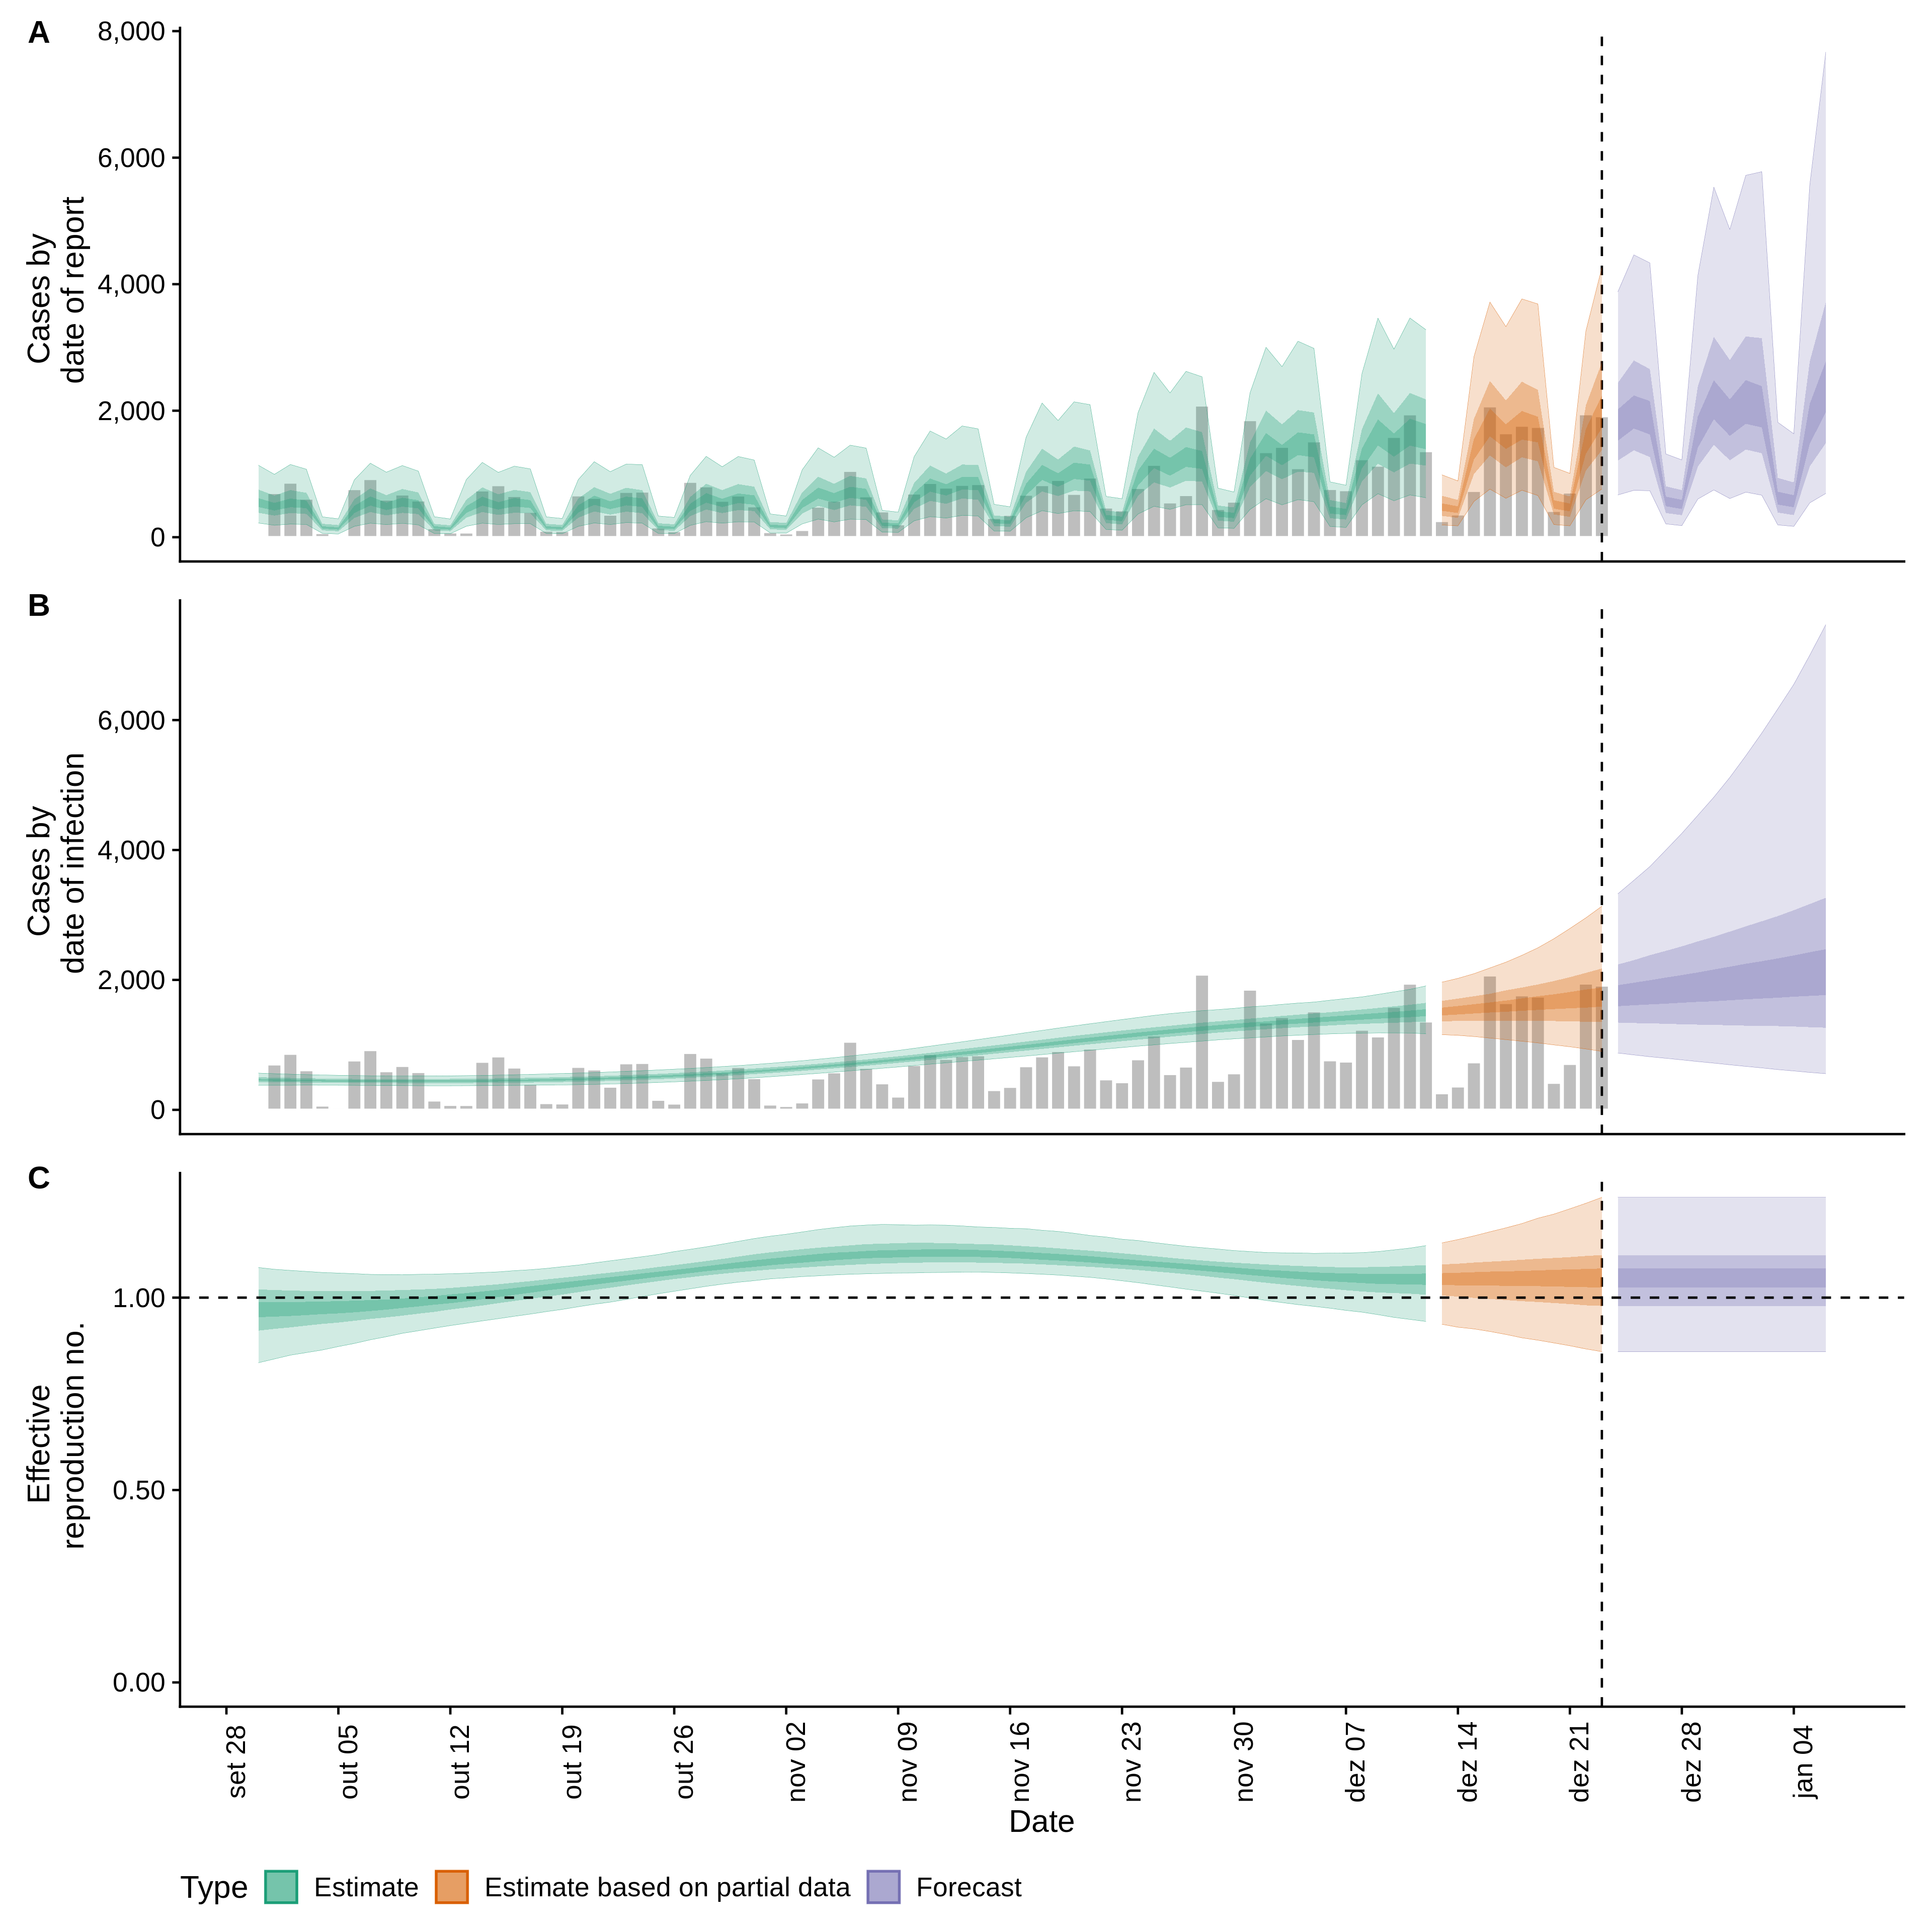 A
8,000
6,000
4,000
2,000
0
Cases by
date of report
B
6,000
4,000
2,000
0
Cases by
date of infection
C
1.00
0.50
0.00
Effective
reproduction no.
set 28
out 05
out 12
out 19
out 26
nov 02
nov 09
nov 16
nov 23
nov 30
dez 07
dez 14
dez 21
dez 28
jan 04
Date
Type Estimate Estimate based on partial data Forecast